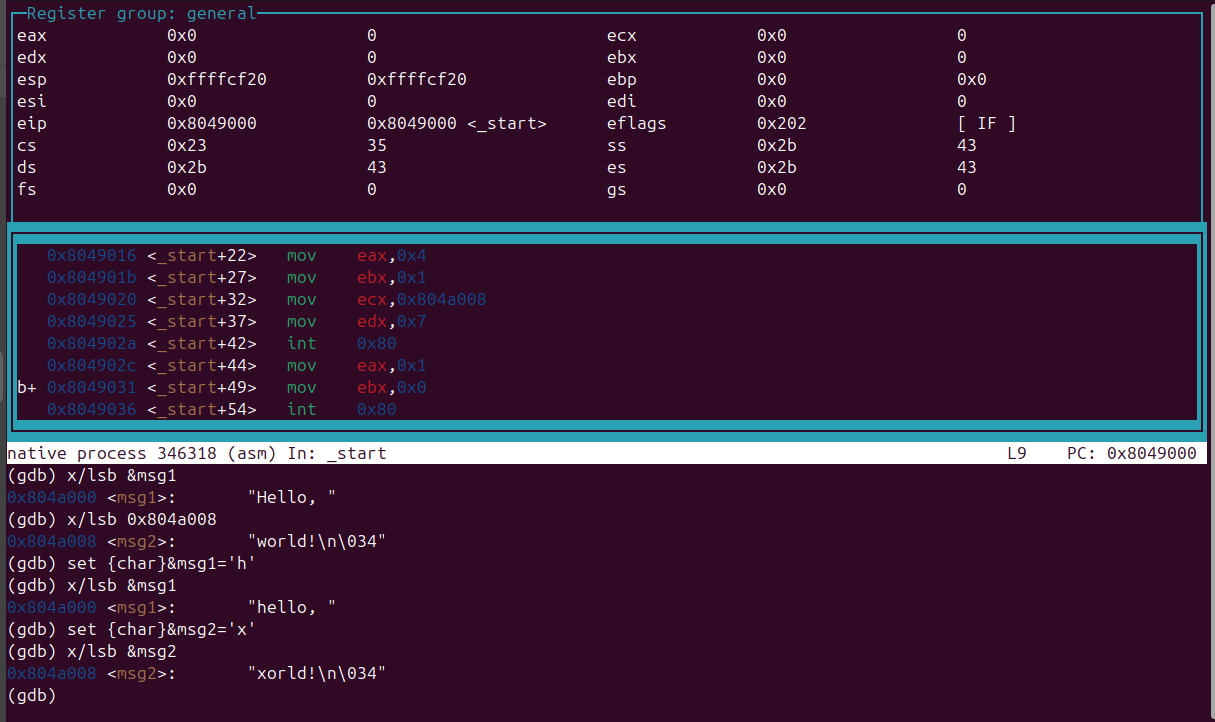 Register group: general
eax 0x0 0 ecx 0x0 0
edx 0x0 0 ebx 0x0 0
esp 0xffffcf20 0xffffcf20 ebp 0x0 0x0
esi 0x0 0 edi 0x0 0
eip 0x8049000 0x8049000 <_start> eflags 0x202 [ IF ]
cs 0x23 35 ss 0x2b 43
ds 0x2b 43 es 0x2b 43
fs 0x0 0 gs 0x0 0
0x8049016 <_start+22> mov eax,0x4
0x804901b <_start+27> mov ebx,0x1
0x8049020 <_start+32> mov ecx,0x804a008
0x8049025 <_start+37> mov edx,0x7
0x804902a <_start+42> int 0x80
0x804902c <_start+44> mov eax,0x1
b+ 0x8049031 <_start+49> mov ebx,0x0
0x8049036 <_start+54> int 0x80
native process 346318 (asm) In: _start L9 PC: 0x8049000
(gdb) x/lsb &msg1
0x804a000 <msg1>: "Hello, "
(gdb) x/lsb 0x804a008
0x804a008 <msg2>: "world!\n\034"
(gdb) set {char}&msg1='h'
(gdb) x/lsb &msg1
0x804a000 <msg1>: "hello, "
(gdb) set {char}&msg2='x'
(gdb) x/lsb &msg2
0x804a008 <msg2>: "xorld!\n\034"
(gdb)